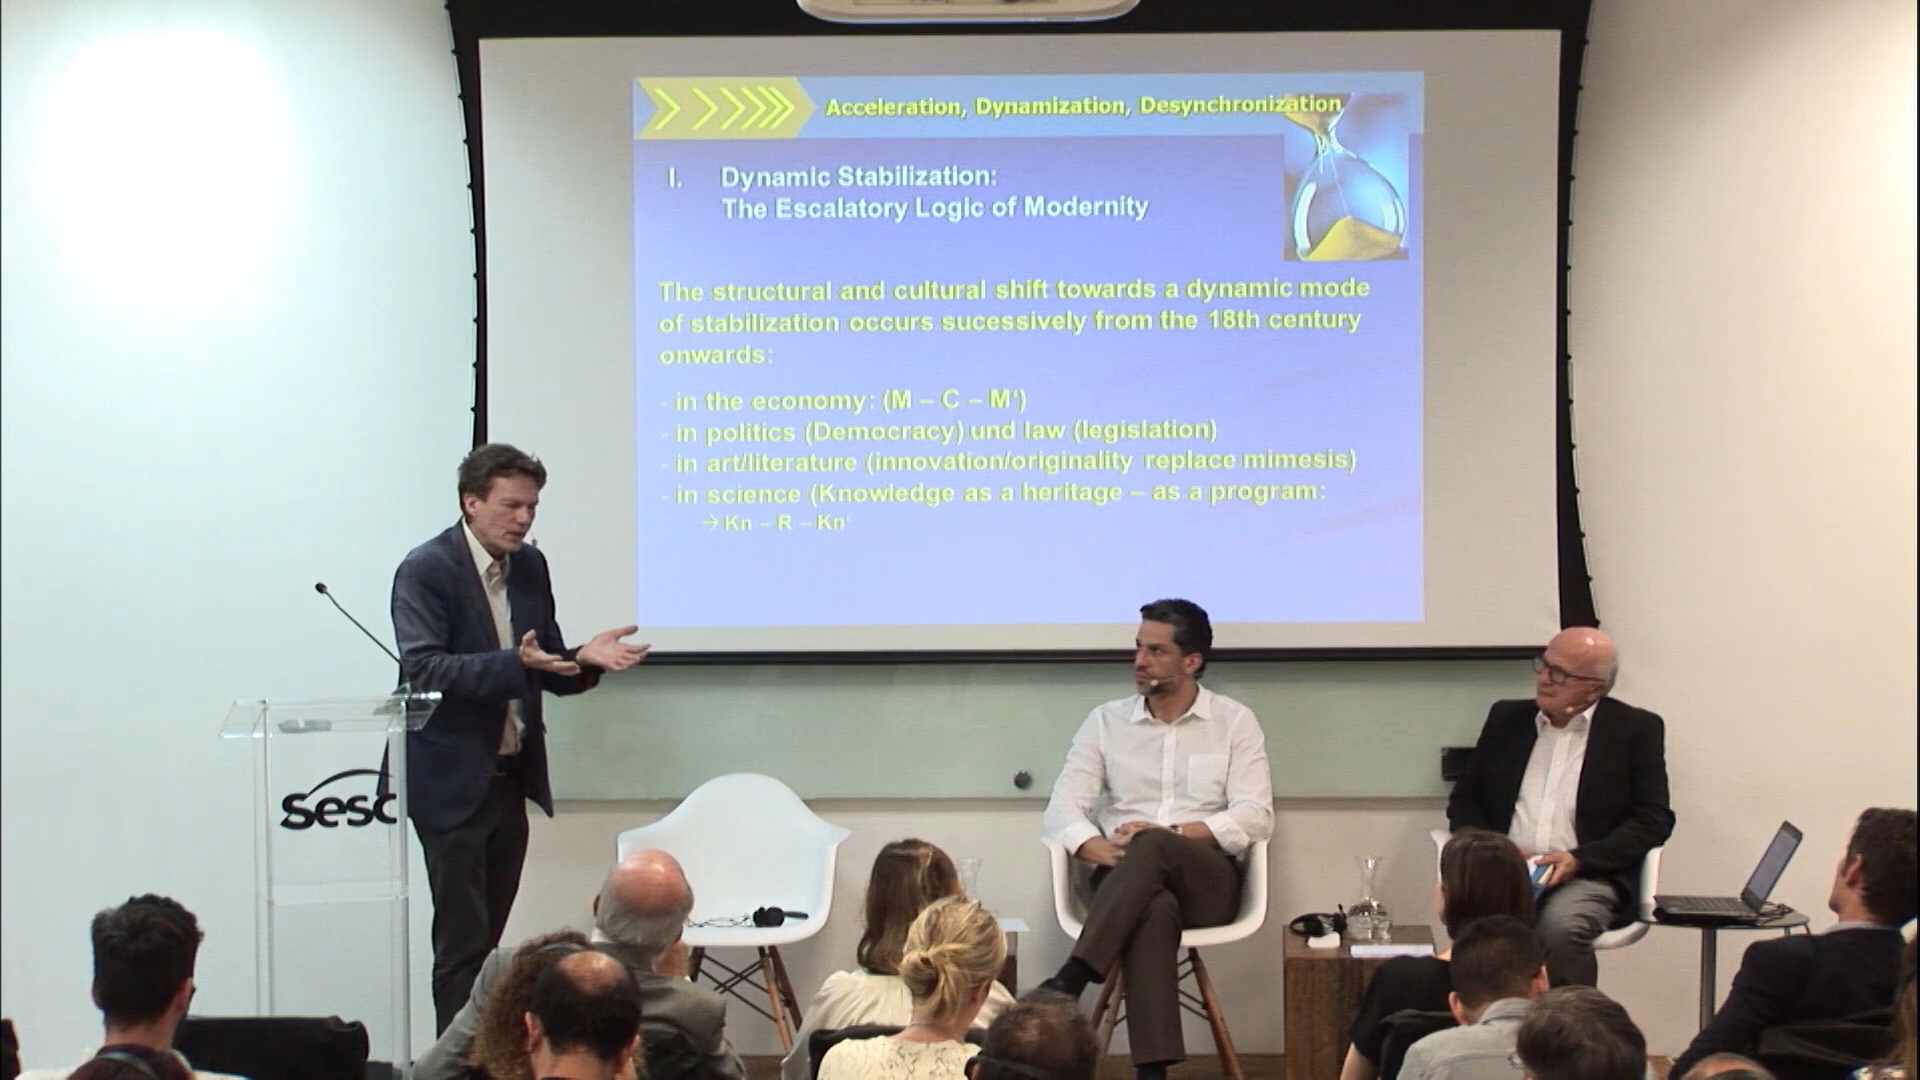 Acceleration, Dynamization, Desynchronization
I. Dynamic Stabilization:
The Escalatory Logic of Modernity
The structural and cultural shift towards a dynamic mode
of stabilization occurs sucessively from the 18th century
onwards:
- in the economy: (M – C – M‘)
- in politics (Democracy) und law (legislation)
- in art/literature (innovation/originality replace mimesis)
- in science (Knowledge as a heritage – as a program:
→ Kn – R – Kn‘
sesc